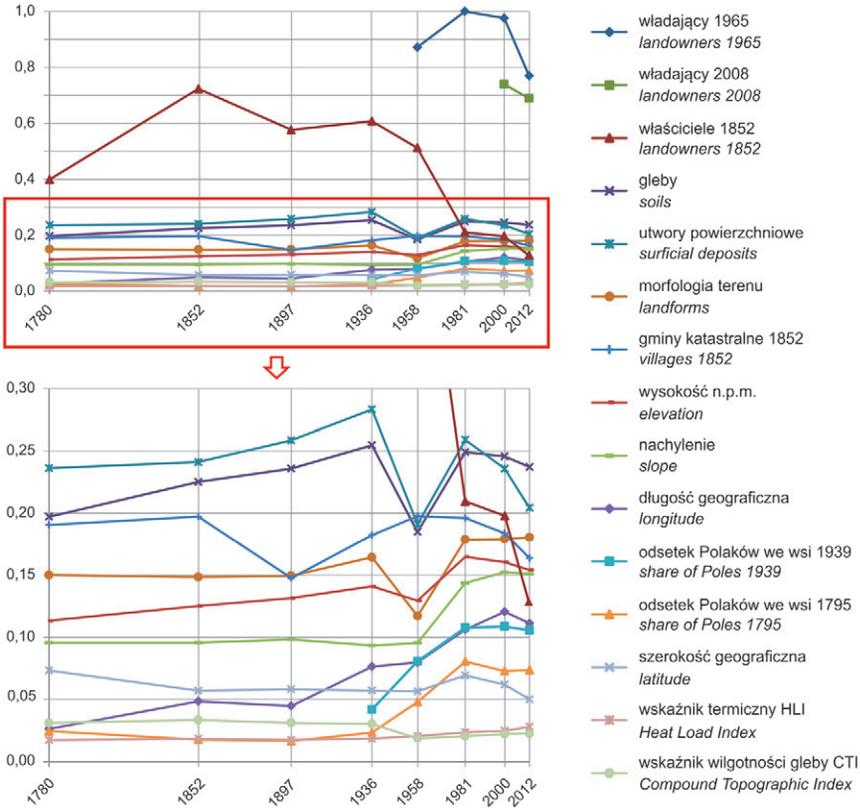 1,0
0,8
0,6
0,4
0,2
0,0
1780 1852 1897 1936 1958 1981 2000 2012
0,30
0,25
0,20
0,15
0,10
0,05
0,00
1780 1852 1897 1936 1958 1981 2000 2012
władający 1965
landowners 1965
władający 2008
landowners 2008
właściciele 1852
landowners 1852
gleby
soils
utwory powierzchniowe
surficial deposits
morfologia terenu
landforms
gminy katastralne 1852
villages 1852
wysokość n.p.m.
elevation
nachylenie
slope
długość geograficzna
longitude
odsetek Polaków we wsi 1939
share of Poles 1939
odsetek Polaków we wsi 1795
share of Poles 1795
szerokość geograficzna
latitude
wskaźnik termiczny HLI
Heat Load Index
wskaźnik wilgotności gleby CTI
Compound Topographic Index